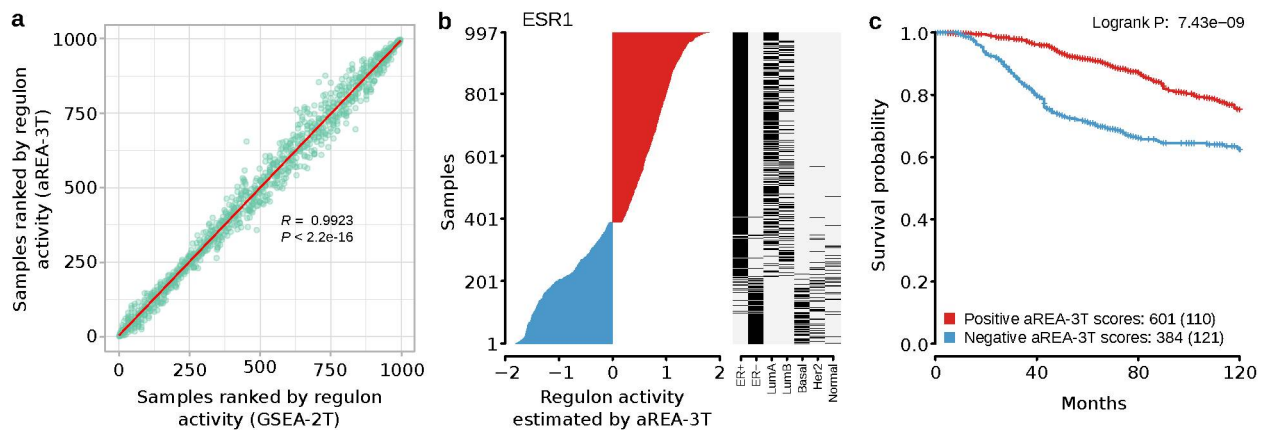 a
Samples ranked by regulon
activity (aREA-3T)
1000
750
500
250
0
R = 0.9923
P < 2.2e-16
0 250 500 750 1000
Samples ranked by regulon
activity (GSEA-2T)
b
ESR1
Samples
997
801
601
401
201
1
−2 −1 0 1 2
Regulon activity
estimated by aREA-3T
ER+
ER−
LumA
LumB
Basal
Her2
Normal
c
Logrank P: 7.43e−09
Survival probability
1.0
0.8
0.6
0.4
0.2
0.0
Positive aREA-3T scores: 601 (110)
Negative aREA-3T scores: 384 (121)
0 40 80 120
Months